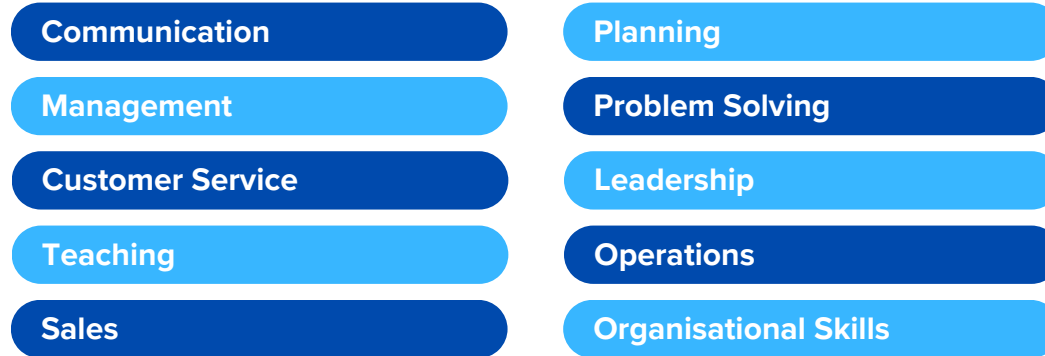 Communication
Management
Customer Service
Teaching
Sales
Planning
Problem Solving
Leadership
Operations
Organisational Skills